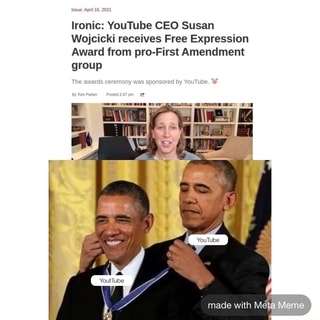 Issue: April 16, 2021
Ironic: YouTube CEO Susan
Wojcicki receives Free Expression
Award from pro-First Amendment
group
The awards ceremony was sponsored by YouTube.
By Tom Parker Posted 2:47 pm
YouTube
YoutTube
made with Meta Meme